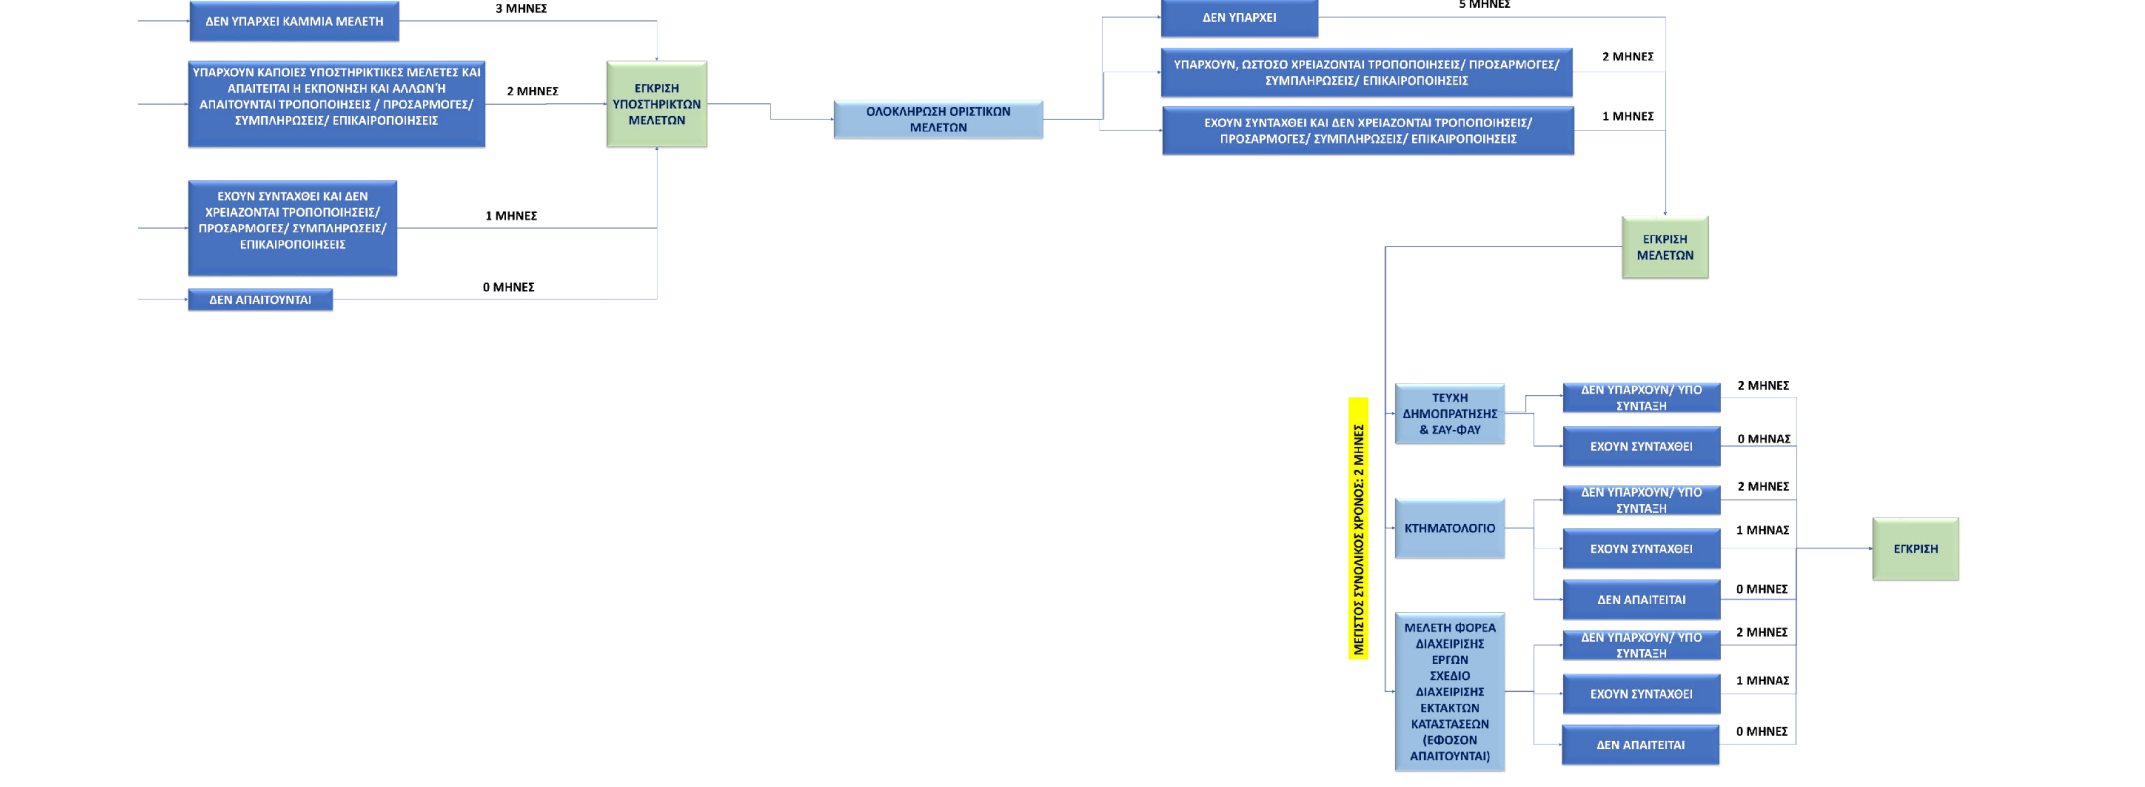 3 ΜΗΝΕΣ
ΔΕΝ ΥΠΑΡΧΕΙ ΚΑΜΜΙΑ ΜΕΛΕΤΗ
ΥΠΑΡΧΟΥΝ ΚΑΠΟΙΕΣ ΥΠΟΣΤΗΡΙΚΤΙΚΕΣ ΜΕΛΕΤΕΣ ΚΑΙ
ΑΠΑΙΤΕΙΤΑΙ Η ΕΚΠΟΝΗΣΗ ΚΑΙ ΑΛΛΩΝ Ή
ΑΠΑΙΤΟΥΝΤΑΙ ΤΡΟΠΟΠΟΙΗΣΕΙΣ / ΠΡΟΣΑΡΜΟΓΕΣ/
ΣΥΜΠΛΗΡΩΣΕΙΣ/ ΕΠΙΚΑΙΡΟΠΟΙΗΣΕΙΣ
2 ΜΗΝΕΣ
ΕΧΟΥΝ ΣΥΝΤΑΧΘΕΙ ΚΑΙ ΔΕΝ
ΧΡΕΙΑΖΟΝΤΑΙ ΤΡΟΠΟΠΟΙΗΣΕΙΣ/
ΠΡΟΣΑΡΜΟΓΕΣ/ ΣΥΜΠΛΗΡΩΣΕΙΣ/
ΕΠΙΚΑΙΡΟΠΟΙΗΣΕΙΣ
1 ΜΗΝΕΣ
ΔΕΝ ΑΠΑΙΤΟΥΝΤΑΙ
0 ΜΗΝΕΣ
ΕΓΚΡΙΣΗ
ΥΠΟΣΤΗΡΙΚΤΩΝ
ΜΕΛΕΤΩΝ
ΟΛΟΚΛΗΡΩΣΗ ΟΡΙΣΤΙΚΩΝ
ΜΕΛΕΤΩΝ
ΔΕΝ ΥΠΑΡΧΕΙ
5 ΜΗΝΕΣ
ΥΠΑΡΧΟΥΝ, ΩΣΤΟΣΟ ΧΡΕΙΑΖΟΝΤΑΙ ΤΡΟΠΟΠΟΙΗΣΕΙΣ/ ΠΡΟΣΑΡΜΟΓΕΣ/
ΣΥΜΠΛΗΡΩΣΕΙΣ/ ΕΠΙΚΑΙΡΟΠΟΙΗΣΕΙΣ
2 ΜΗΝΕΣ
ΕΧΟΥΝ ΣΥΝΤΑΧΘΕΙ ΚΑΙ ΔΕΝ ΧΡΕΙΑΖΟΝΤΑΙ ΤΡΟΠΟΠΟΙΗΣΕΙΣ/
ΠΡΟΣΑΡΜΟΓΕΣ/ ΣΥΜΠΛΗΡΩΣΕΙΣ/ ΕΠΙΚΑΙΡΟΠΟΙΗΣΕΙΣ
1 ΜΗΝΕΣ
ΕΓΚΡΙΣΗ
ΜΕΛΕΤΩΝ
ΜΕΓΙΣΤΟΣ ΣΥΝΟΛΙΚΟΣ ΧΡΟΝΟΣ: 2 ΜΗΝΕΣ
ΤΕΥΧΗ
ΔΗΜΟΠΡΑΤΗΣΗΣ
& ΣΑΥ-ΦΑΥ
ΔΕΝ ΥΠΑΡΧΟΥΝ/ ΥΠΟ
ΣΥΝΤΑΞΗ
2 ΜΗΝΕΣ
ΕΧΟΥΝ ΣΥΝΤΑΧΘΕΙ
0 ΜΗΝΑΣ
ΚΤΗΜΑΤΟΛΟΓΙΟ
ΔΕΝ ΥΠΑΡΧΟΥΝ/ ΥΠΟ
ΣΥΝΤΑΞΗ
2 ΜΗΝΕΣ
ΕΧΟΥΝ ΣΥΝΤΑΧΘΕΙ
1 ΜΗΝΑΣ
ΔΕΝ ΑΠΑΙΤΕΙΤΑΙ
0 ΜΗΝΕΣ
ΜΕΛΕΤΗ ΦΟΡΕΑ
ΔΙΑΧΕΙΡΙΣΗΣ
ΕΡΓΩΝ
ΣΧΕΔΙΟ
ΔΙΑΧΕΙΡΙΣΗΣ
ΕΚΤΑΚΤΩΝ
ΚΑΤΑΣΤΑΣΕΩΝ
(ΕΦΟΣΟΝ
ΑΠΑΙΤΟΥΝΤΑΙ)
ΔΕΝ ΥΠΑΡΧΟΥΝ/ ΥΠΟ
ΣΥΝΤΑΞΗ
2 ΜΗΝΕΣ
ΕΧΟΥΝ ΣΥΝΤΑΧΘΕΙ
1 ΜΗΝΑΣ
ΔΕΝ ΑΠΑΙΤΕΙΤΑΙ
0 ΜΗΝΕΣ
ΕΓΚΡΙΣΗ